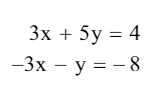 3x + 5y = 4
–3x – y = – 8